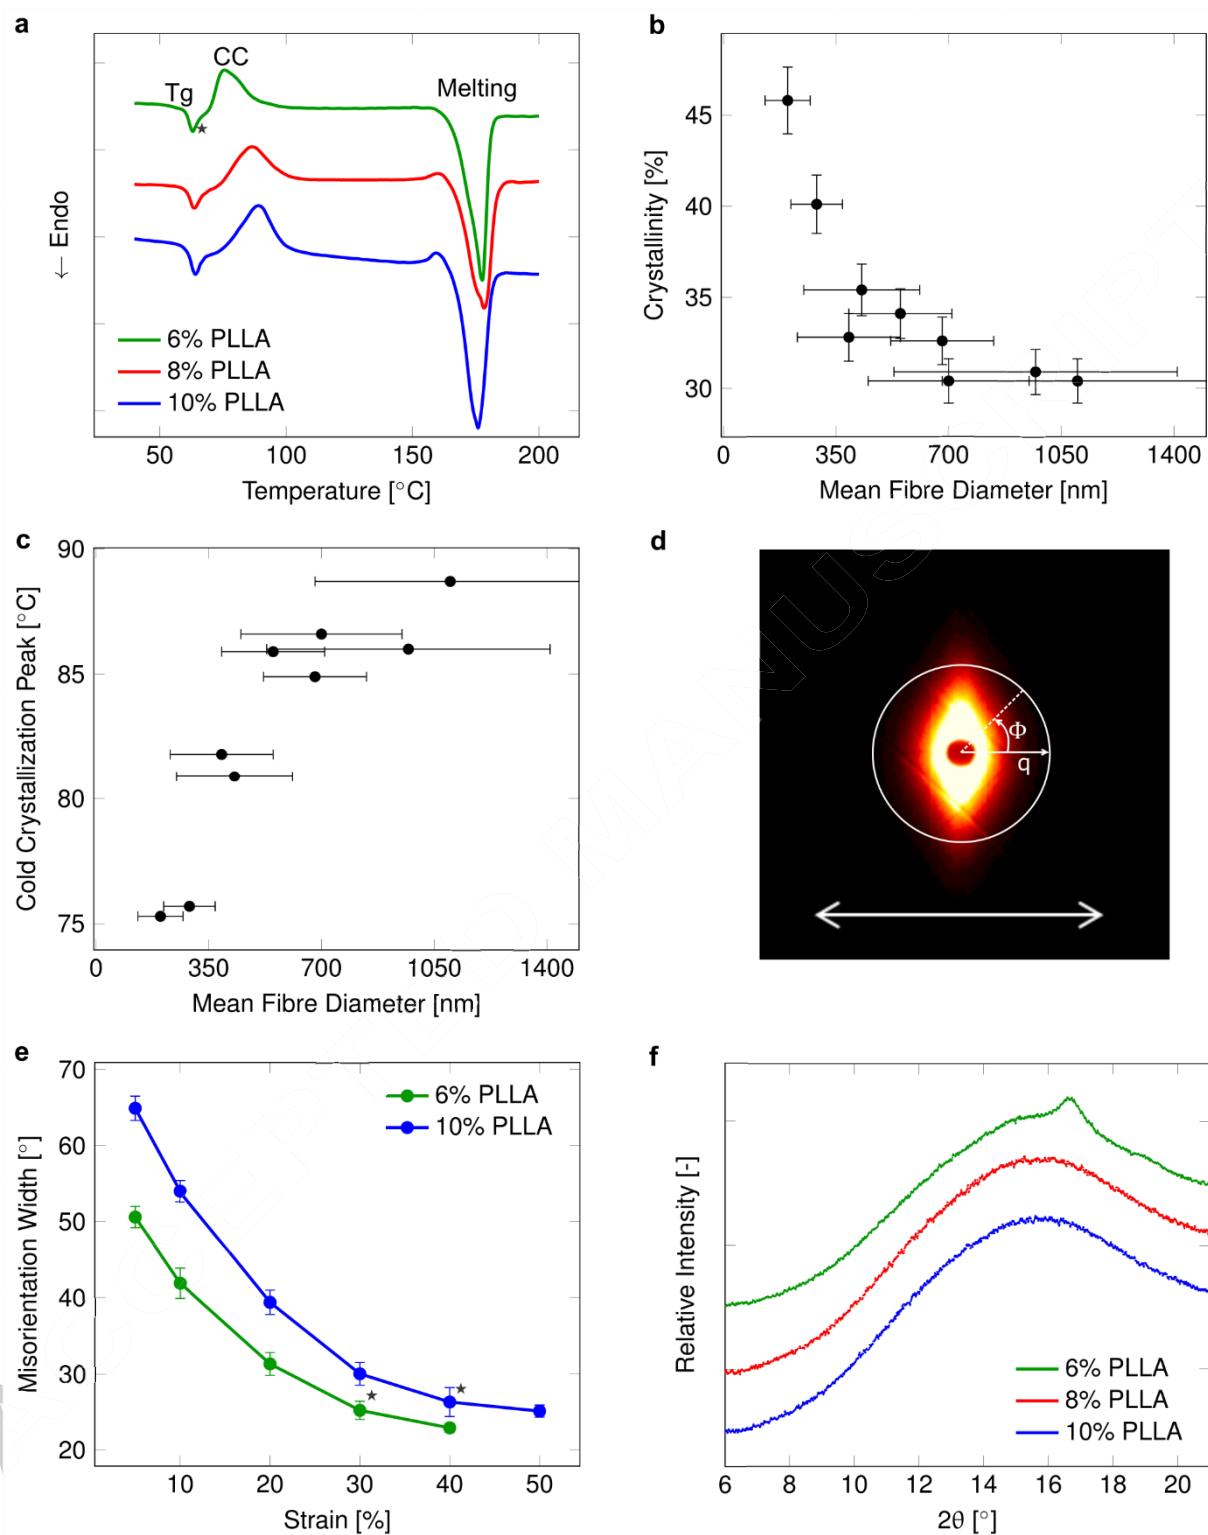 a
CC
Tg
★
Melting
← Endo
6% PLLA
8% PLLA
10% PLLA
50
100
150
200
Temperature [°C]
b
45
40
35
30
Crystallinity [%]
0
350
700
1050
1400
Mean Fibre Diameter [nm]
c
90
85
80
75
Cold Crystallization Peak [°C]
0
350
700
1050
1400
Mean Fibre Diameter [nm]
d
Φ
q
e
70
60
50
40
30
20
Misorientation Width [°]
6% PLLA
10% PLLA
★
★
10
20
30
40
50
Strain [%]
f
Relative Intensity [-]
6% PLLA
8% PLLA
10% PLLA
6
8
10
12
14
16
18
20
2θ [°]